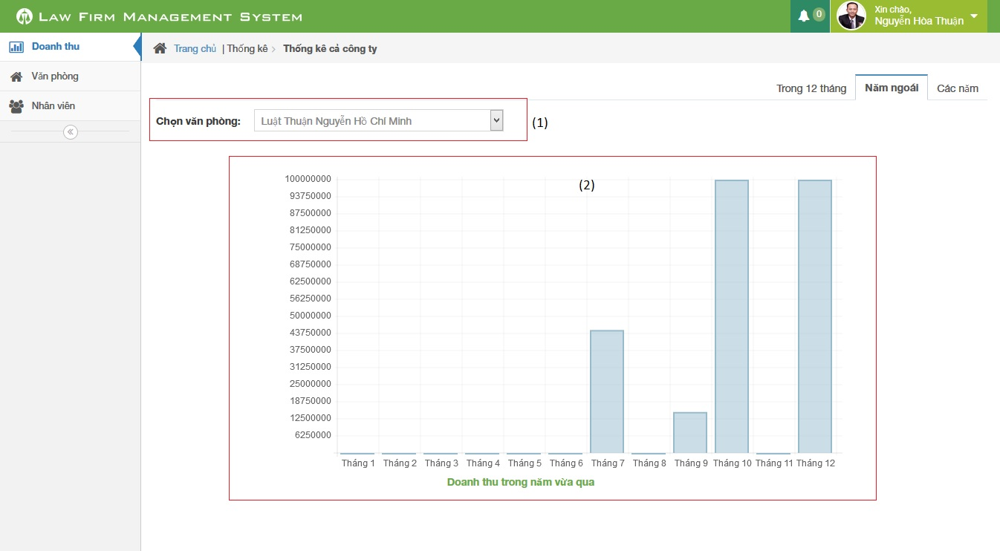 LAW FIRM MANAGEMENT SYSTEM
0
Xin chào,
Nguyễn Hòa Thuận
Doanh thu
Văn phòng
Nhân viên
Trang chủ | Thống kê > Thống kê cả công ty
Trong 12 tháng Năm ngoái Các năm
Chọn văn phòng: Luật Thuận Nguyễn Hồ Chí Minh (1)
(2)
100000000
93750000
87500000
81250000
75000000
68750000
62500000
56250000
50000000
43750000
37500000
31250000
25000000
18750000
12500000
6250000
Tháng 1 Tháng 2 Tháng 3 Tháng 4 Tháng 5 Tháng 6 Tháng 7 Tháng 8 Tháng 9 Tháng 10 Tháng 11 Tháng 12
Doanh thu trong năm vừa qua